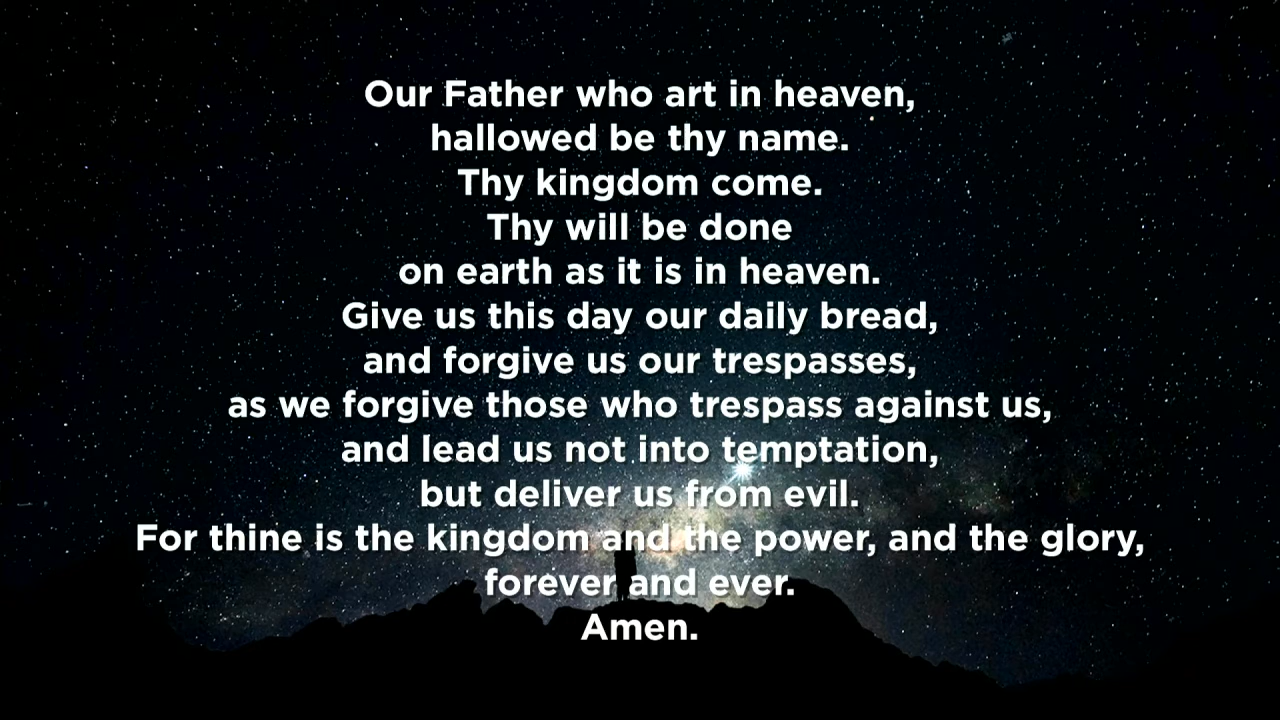 Our Father who art in heaven,
hallowed be thy name.
Thy kingdom come.
Thy will be done
on earth as it is in heaven.
Give us this day our daily bread,
and forgive us our trespasses,
as we forgive those who trespass against us,
and lead us not into temptation,
but deliver us from evil.
For thine is the kingdom and the power, and the glory,
forever and ever.
Amen.